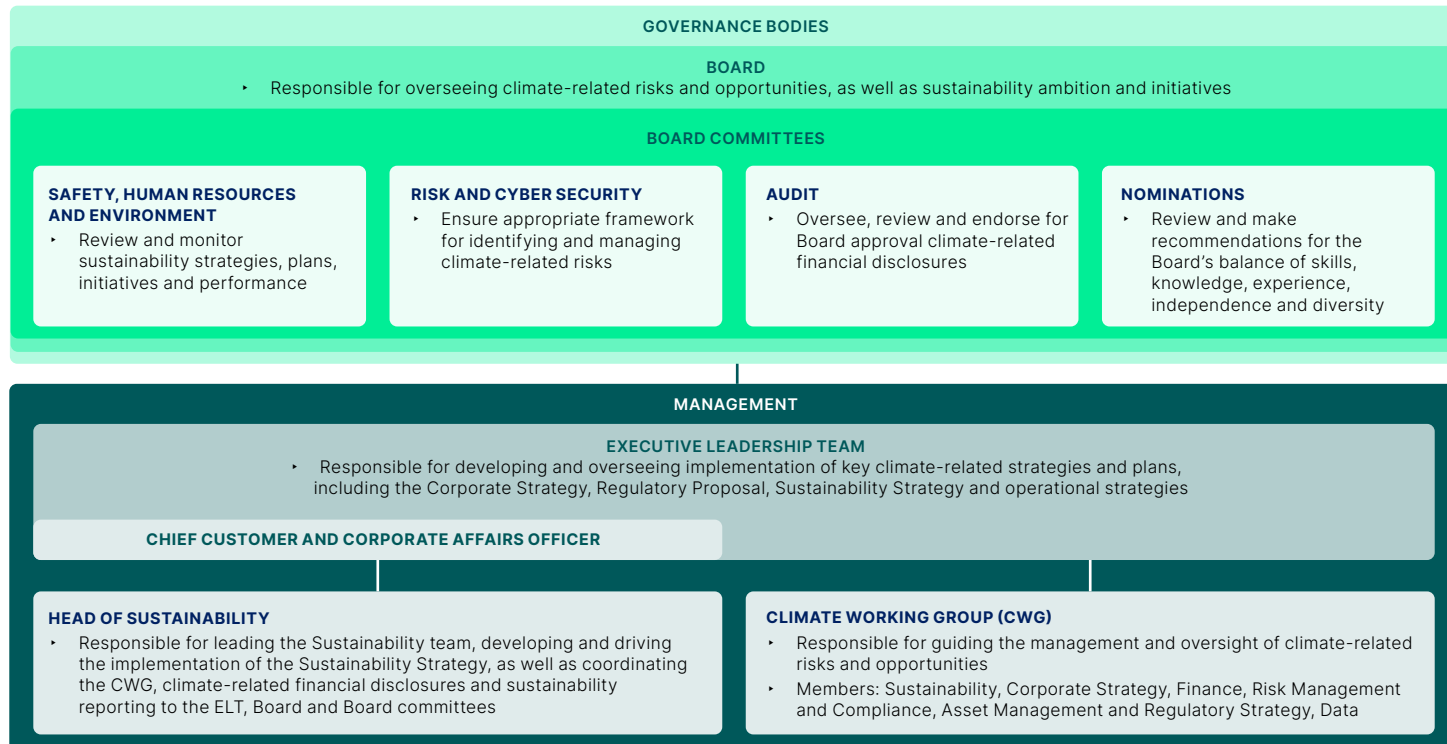 GOVERNANCE BODIES
BOARD
‣ Responsible for overseeing climate-related risks and opportunities, as well as sustainability ambition and initiatives
BOARD COMMITTEES
SAFETY, HUMAN RESOURCES
AND ENVIRONMENT
‣ Review and monitor
sustainability strategies, plans,
initiatives and performance
RISK AND CYBER SECURITY
‣ Ensure appropriate framework
for identifying and managing
climate-related risks
AUDIT
‣ Oversee, review and endorse for
Board approval climate-related
financial disclosures
NOMINATIONS
‣ Review and make
recommendations for the
Board’s balance of skills,
knowledge, experience,
independence and diversity
MANAGEMENT
EXECUTIVE LEADERSHIP TEAM
‣ Responsible for developing and overseeing implementation of key climate-related strategies and plans,
including the Corporate Strategy, Regulatory Proposal, Sustainability Strategy and operational strategies
CHIEF CUSTOMER AND CORPORATE AFFAIRS OFFICER
HEAD OF SUSTAINABILITY
‣ Responsible for leading the Sustainability team, developing and driving
the implementation of the Sustainability Strategy, as well as coordinating
the CWG, climate-related financial disclosures and sustainability
reporting to the ELT, Board and Board committees
CLIMATE WORKING GROUP (CWG)
‣ Responsible for guiding the management and oversight of climate-related
risks and opportunities
‣ Members: Sustainability, Corporate Strategy, Finance, Risk Management
and Compliance, Asset Management and Regulatory Strategy, Data